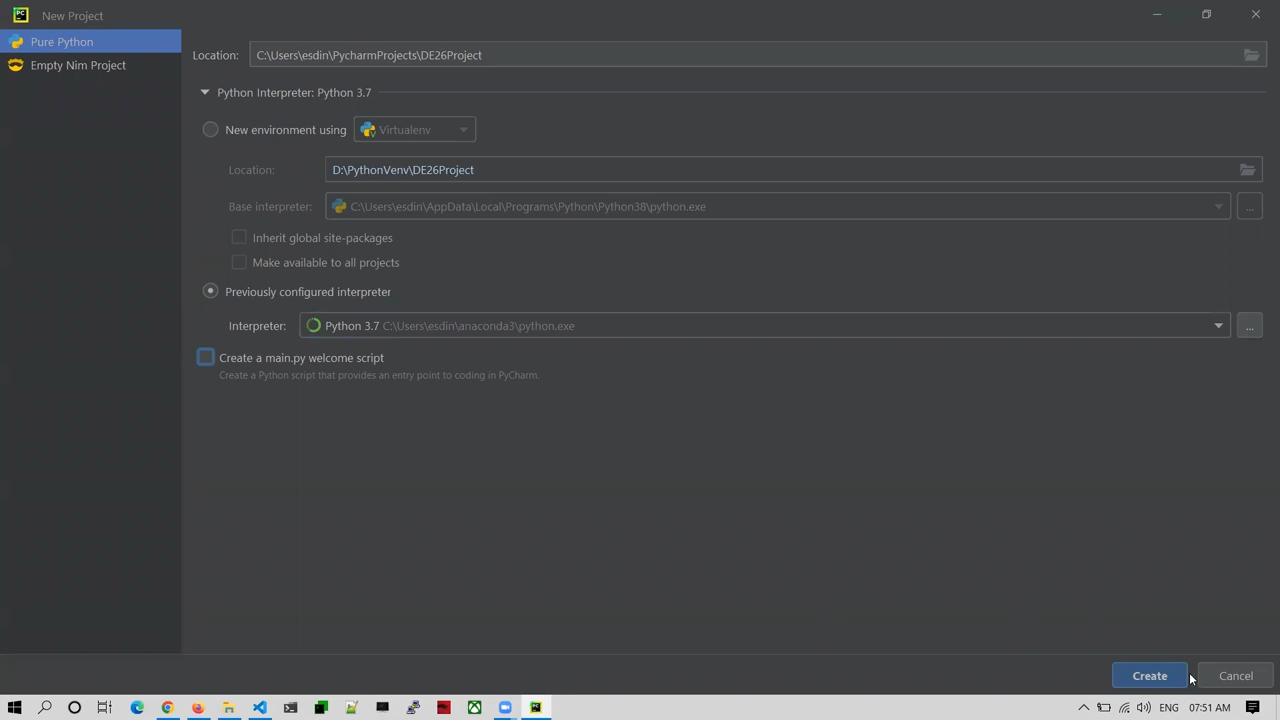 New Project
Pure Python
Empty Nim Project
Location: C:\Users\esdin\PycharmProjects\DE26Project
Python Interpreter: Python 3.7
New environment using Virtualenv
Location: D:\PythonVenv\DE26Project
Base interpreter: C:\Users\esdin\AppData\Local\Programs\Python\Python38\python.exe ...
Inherit global site-packages
Make available to all projects
Previously configured interpreter
Interpreter: Python 3.7 C:\Users\esdin\anaconda3\python.exe ...
Create a main.py welcome script
Create a Python script that provides an entry point to coding in PyCharm.
Create Cancel
ENG 07:51 AM